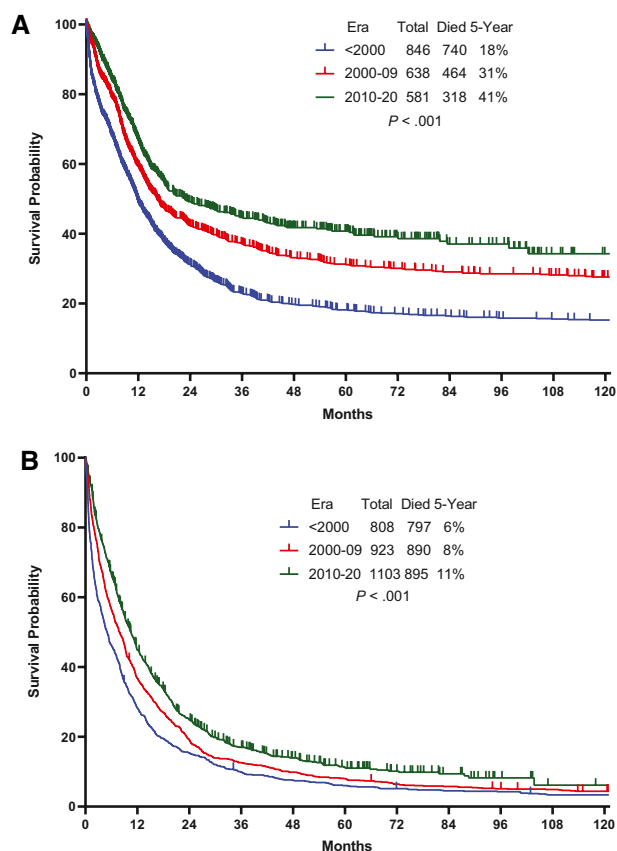 A
Era Total Died 5-Year
<2000 846 740 18%
2000-09 638 464 31%
2010-20 581 318 41%
P < .001
100
80
60
40
20
0
Survival Probability
0 12 24 36 48 60 72 84 96 108 120
Months
B
Era Total Died 5-Year
<2000 808 797 6%
2000-09 923 890 8%
2010-20 1103 895 11%
P < .001
100
80
60
40
20
0
Survival Probability
0 12 24 36 48 60 72 84 96 108 120
Months